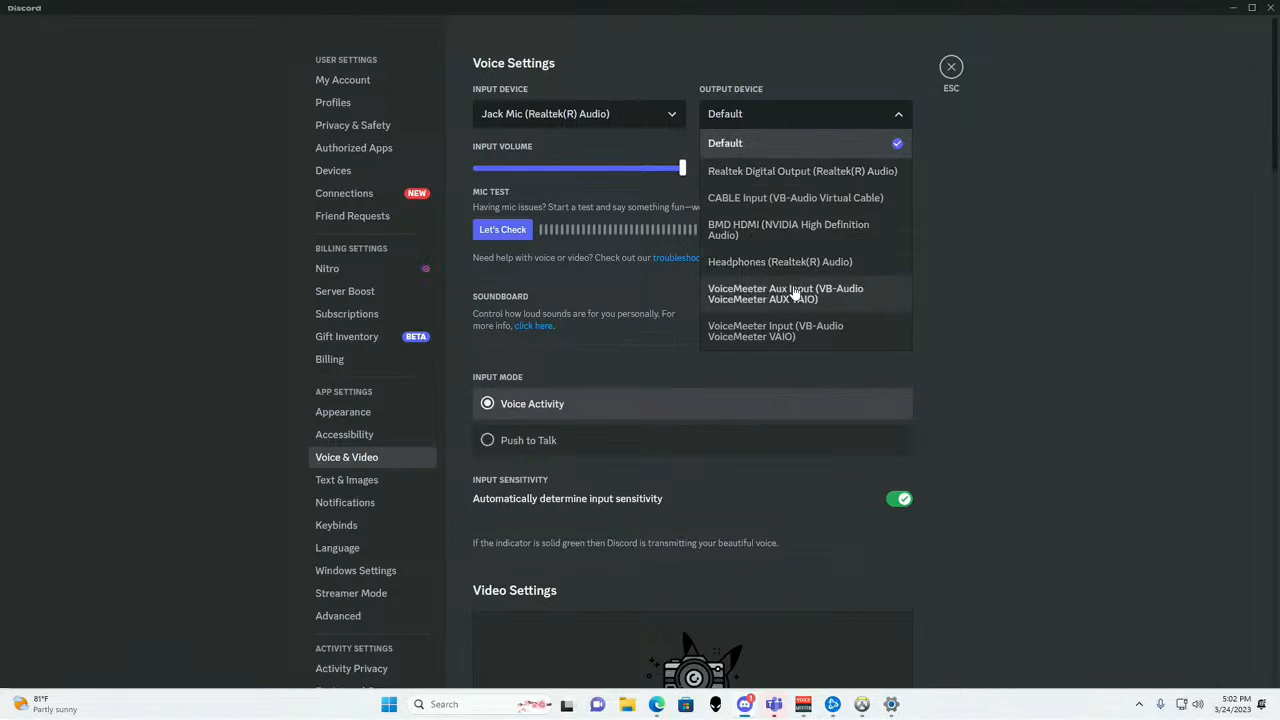 Discord
USER SETTINGS
My Account
Profiles
Privacy & Safety
Authorized Apps
Devices
Connections NEW
Friend Requests
BILLING SETTINGS
Nitro
Server Boost
Subscriptions
Gift Inventory BETA
Billing
APP SETTINGS
Appearance
Accessibility
Voice & Video
Text & Images
Notifications
Keybinds
Language
Windows Settings
Streamer Mode
Advanced
ACTIVITY SETTINGS
Activity Privacy
Voice Settings
INPUT DEVICE
Jack Mic (Realtek(R) Audio)
INPUT VOLUME
MIC TEST
Having mic issues? Start a test and say something fun—w
Let's Check
Need help with voice or video? Check out our troubleshoo
SOUNDBOARD
Control how loud sounds are for you personally. For
more info, click here.
OUTPUT DEVICE
Default
Default
Realtek Digital Output (Realtek(R) Audio)
CABLE Input (VB-Audio Virtual Cable)
BMD HDMI (NVIDIA High Definition
Audio)
Headphones (Realtek(R) Audio)
VoiceMeeter Aux Input (VB-Audio
VoiceMeeter AUX VAIO)
VoiceMeeter Input (VB-Audio
VoiceMeeter VAIO)
ESC
INPUT MODE
Voice Activity
Push to Talk
INPUT SENSITIVITY
Automatically determine input sensitivity
If the indicator is solid green then Discord is transmitting your beautiful voice.
Video Settings
81°F
Partly sunny
Search
1
5:02 PM
3/24/2023